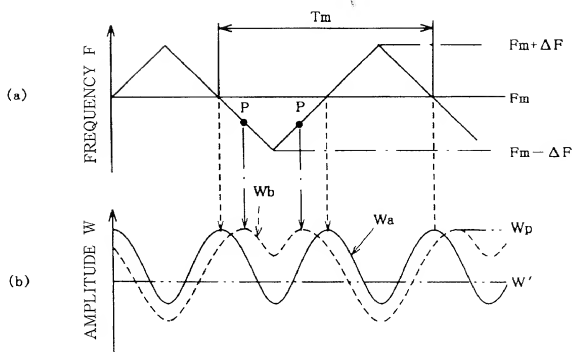 Tm
Fm+ΔF
(a)
FREQUENCY F
P
P
Fm
Fm−ΔF
Wb
Wa
Wp
(b)
AMPLITUDE W
W'